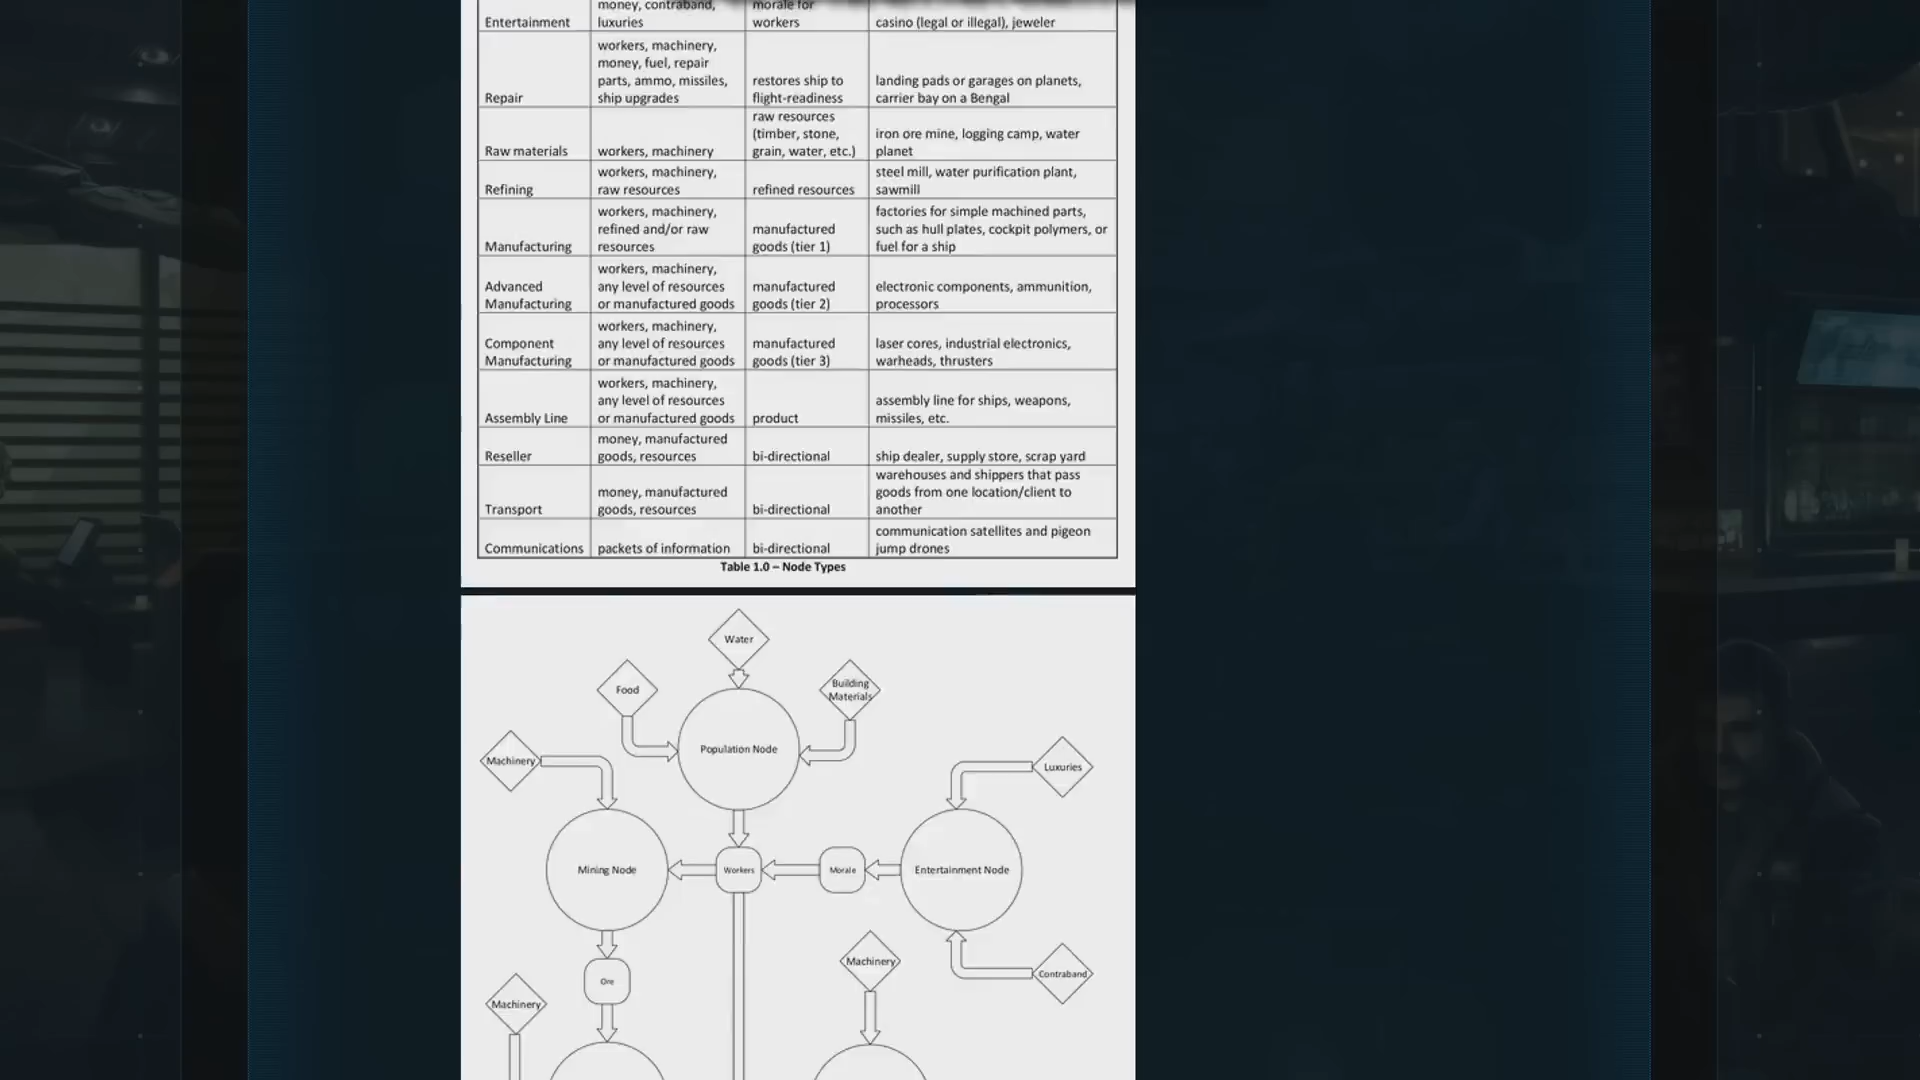 money, contraband,
luxuries
morale for
workers
Entertainment
casino (legal or illegal), jeweler
workers, machinery,
money, fuel, repair
parts, ammo, missiles,
ship upgrades
Repair
restores ship to
flight-readiness
landing pads or garages on planets,
carrier bay on a Bengal
Raw materials
workers, machinery
raw resources
(timber, stone,
grain, water, etc.)
iron ore mine, logging camp, water
planet
Refining
workers, machinery,
raw resources
refined resources
steel mill, water purification plant,
sawmill
Manufacturing
workers, machinery,
refined and/or raw
resources
manufactured
goods (tier 1)
factories for simple machined parts,
such as hull plates, cockpit polymers, or
fuel for a ship
Advanced
Manufacturing
workers, machinery,
any level of resources
or manufactured goods
manufactured
goods (tier 2)
electronic components, ammunition,
processors
Component
Manufacturing
workers, machinery,
any level of resources
or manufactured goods
manufactured
goods (tier 3)
laser cores, industrial electronics,
warheads, thrusters
Assembly Line
workers, machinery,
any level of resources
or manufactured goods
product
assembly line for ships, weapons,
missiles, etc.
Reseller
money, manufactured
goods, resources
bi-directional
ship dealer, supply store, scrap yard
Transport
money, manufactured
goods, resources
bi-directional
warehouses and shippers that pass
goods from one location/client to
another
Communications
packets of information
bi-directional
communication satellites and pigeon
jump drones
Table 1.0 – Node Types
Water
Food
Building
Materials
Population Node
Machinery
Luxuries
Mining Node
Workers
Morale
Entertainment Node
Machinery
Contraband
Ore
Machinery